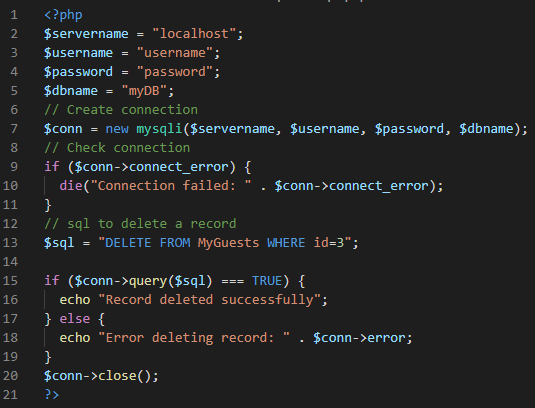 1 <?php
2 $servername = "localhost";
3 $username = "username";
4 $password = "password";
5 $dbname = "myDB";
6 // Create connection
7 $conn = new mysqli($servername, $username, $password, $dbname);
8 // Check connection
9 if ($conn->connect_error) {
10   die("Connection failed: " . $conn->connect_error);
11 }
12 // sql to delete a record
13 $sql = "DELETE FROM MyGuests WHERE id=3";
14
15 if ($conn->query($sql) === TRUE) {
16   echo "Record deleted successfully";
17 } else {
18   echo "Error deleting record: " . $conn->error;
19 }
20 $conn->close();
21 ?>